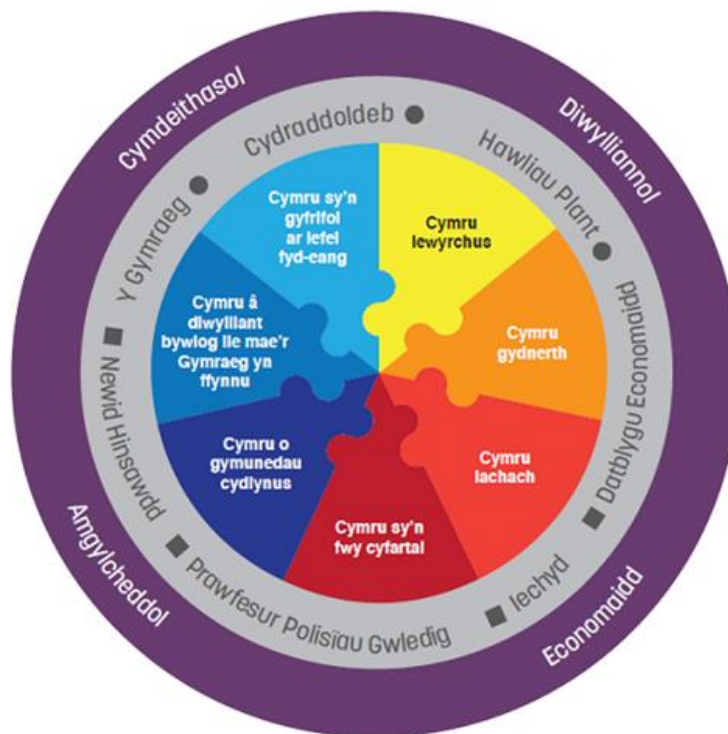 Cymdeithasol
Diwylliannol
Economaidd
Amgylcheddol
Cydraddoldeb
Hawliau Plant
Datblygu Economaidd
Iechyd
Prawfesur Polisïau Gwledig
Newid Hinsawdd
Y Gymraeg
Cymru sy'n
gyfrifol
ar lefel
fyd-eang
Cymru
lewyrchus
Cymru
gydnerth
Cymru
Iachach
Cymru sy'n
fwy cyfartal
Cymru o
gymunedau
cydlynus
Cymru â
diwylliant
bywiog lle mae'r
Gymraeg yn
ffynnu